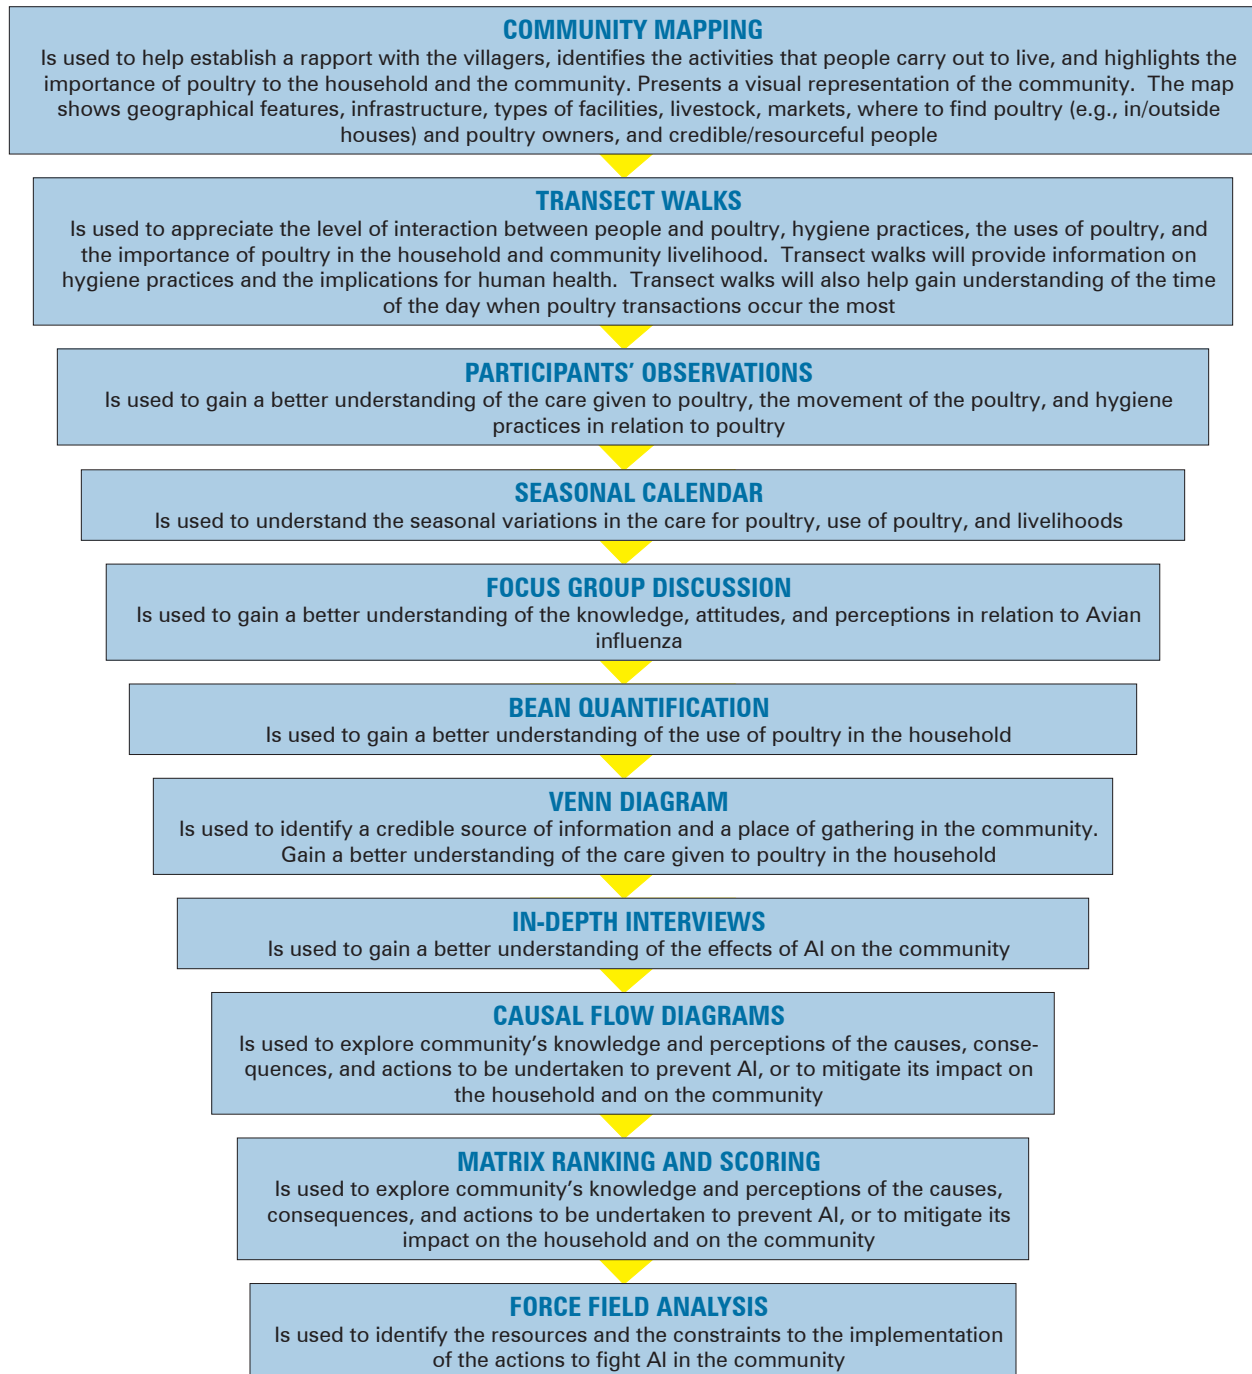 COMMUNITY MAPPING
Is used to help establish a rapport with the villagers, identifies the activities that people carry out to live, and highlights the
importance of poultry to the household and the community. Presents a visual representation of the community.  The map
shows geographical features, infrastructure, types of facilities, livestock, markets, where to find poultry (e.g., in/outside
houses) and poultry owners, and credible/resourceful people
TRANSECT WALKS
Is used to appreciate the level of interaction between people and poultry, hygiene practices, the uses of poultry, and
the importance of poultry in the household and community livelihood.  Transect walks will provide information on
hygiene practices and the implications for human health.  Transect walks will also help gain understanding of the time
of the day when poultry transactions occur the most
PARTICIPANTS' OBSERVATIONS
Is used to gain a better understanding of the care given to poultry, the movement of the poultry, and hygiene
practices in relation to poultry
SEASONAL CALENDAR
Is used to understand the seasonal variations in the care for poultry, use of poultry, and livelihoods
FOCUS GROUP DISCUSSION
Is used to gain a better understanding of the knowledge, attitudes, and perceptions in relation to Avian
influenza
BEAN QUANTIFICATION
Is used to gain a better understanding of the use of poultry in the household
VENN DIAGRAM
Is used to identify a credible source of information and a place of gathering in the community.
Gain a better understanding of the care given to poultry in the household
IN-DEPTH INTERVIEWS
Is used to gain a better understanding of the effects of AI on the community
CAUSAL FLOW DIAGRAMS
Is used to explore community's knowledge and perceptions of the causes, conse-
quences, and actions to be undertaken to prevent AI, or to mitigate its impact on
the household and on the community
MATRIX RANKING AND SCORING
Is used to explore community's knowledge and perceptions of the causes,
consequences, and actions to be undertaken to prevent AI, or to mitigate its
impact on the household and on the community
FORCE FIELD ANALYSIS
Is used to identify the resources and the constraints to the implementation
of the actions to fight AI in the community